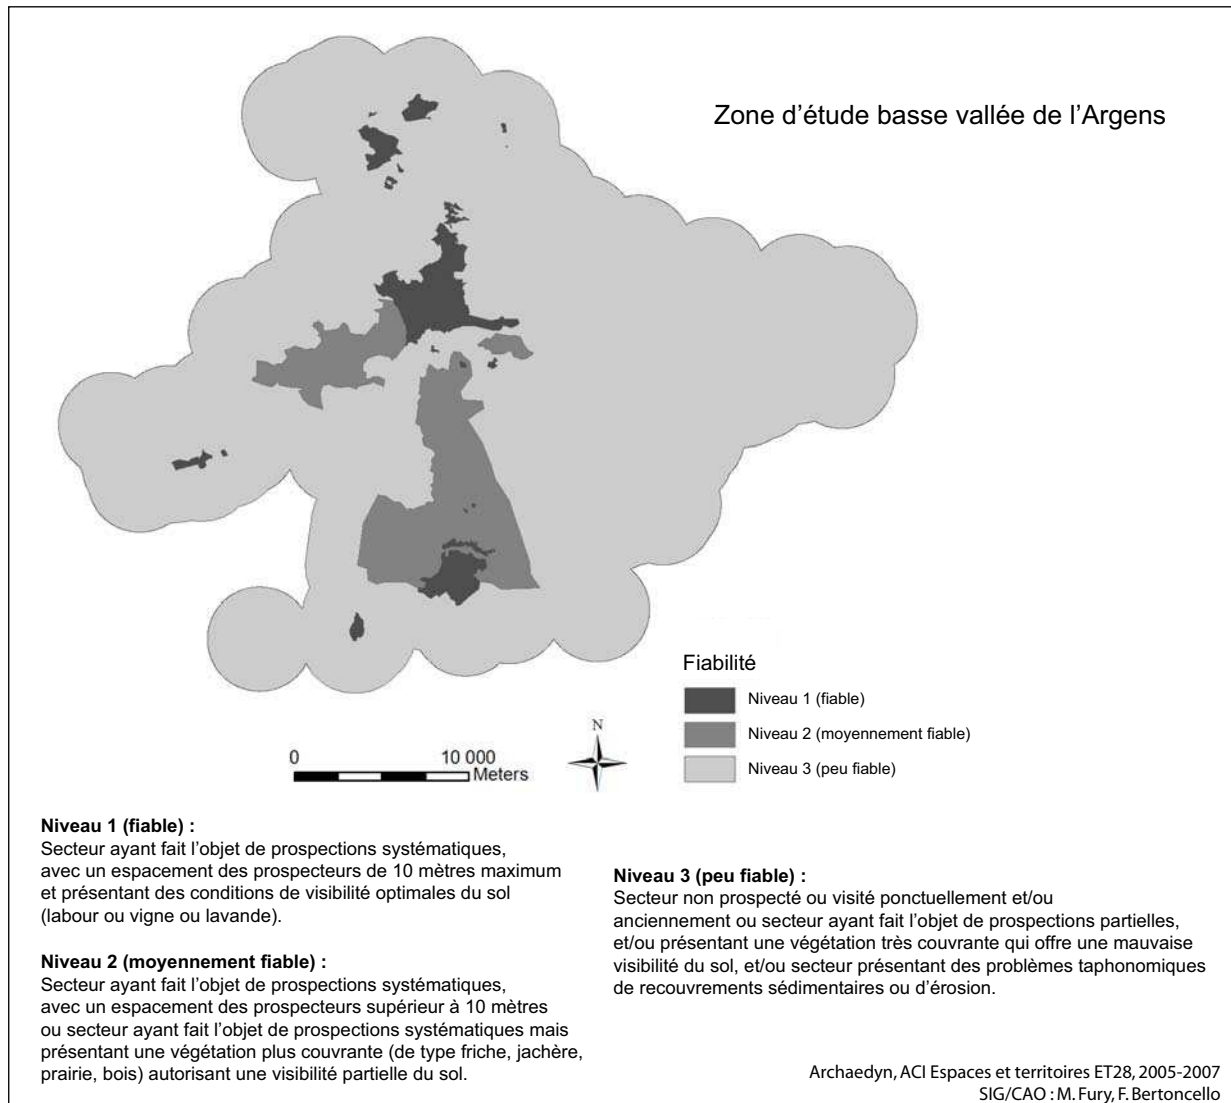 Zone d’étude basse vallée de l’Argens
Fiabilité
Niveau 1 (fiable)
Niveau 2 (moyennement fiable)
Niveau 3 (peu fiable)
N
0 10 000
Meters
Niveau 1 (fiable) :
Secteur ayant fait l’objet de prospections systématiques,
avec un espacement des prospecteurs de 10 mètres maximum
et présentant des conditions de visibilité optimales du sol
(labour ou vigne ou lavande).
Niveau 2 (moyennement fiable) :
Secteur ayant fait l’objet de prospections systématiques,
avec un espacement des prospecteurs supérieur à 10 mètres
ou secteur ayant fait l’objet de prospections systématiques mais
présentant une végétation plus couvrante (de type friche, jachère,
prairie, bois) autorisant une visibilité partielle du sol.
Niveau 3 (peu fiable) :
Secteur non prospecté ou visité ponctuellement et/ou
anciennement ou secteur ayant fait l’objet de prospections partielles,
et/ou présentant une végétation très couvrante qui offre une mauvaise
visibilité du sol, et/ou secteur présentant des problèmes taphonomiques
de recouvrements sédimentaires ou d’érosion.
Archaedyn, ACI Espaces et territoires ET28, 2005-2007
SIG/CAO : M. Fury, F. Bertoncello